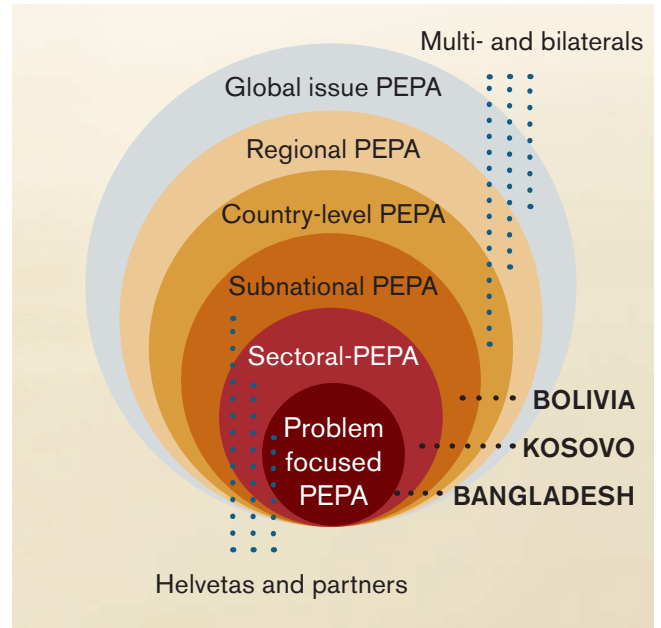 Multi- and bilaterals
Global issue PEPA
Regional PEPA
Country-level PEPA
Subnational PEPA
Sectoral-PEPA
Problem
focused
PEPA
BOLIVIA
KOSOVO
BANGLADESH
Helvetas and partners